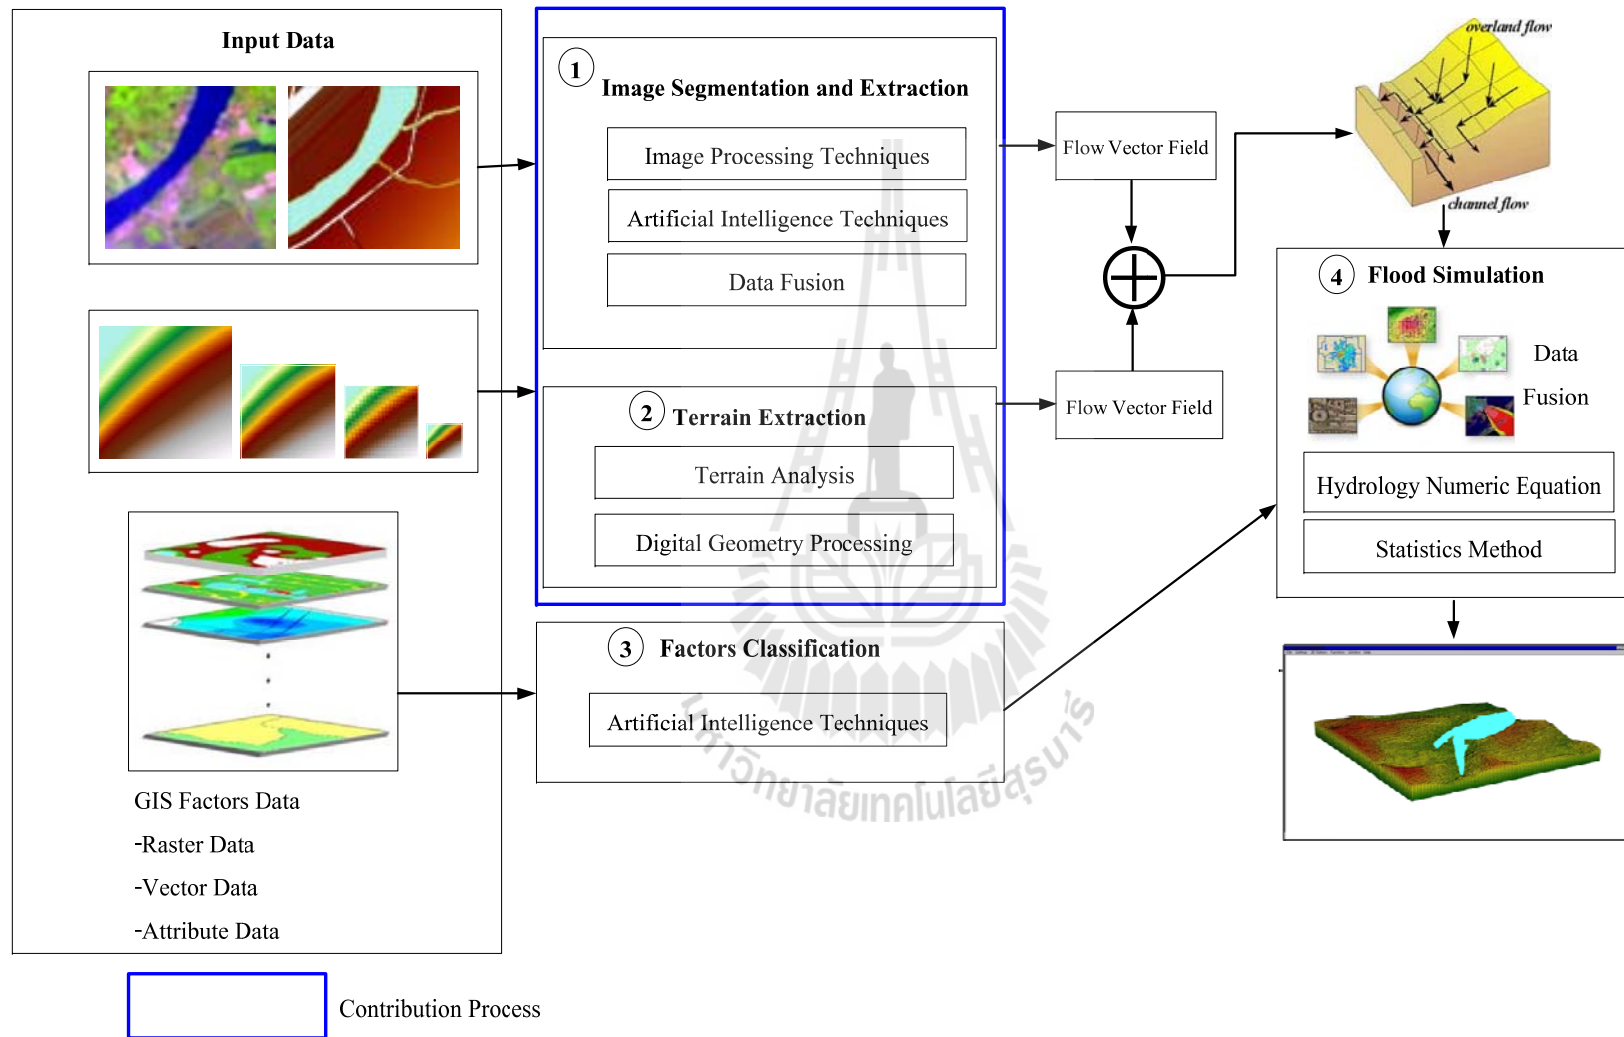 Input Data
GIS Factors Data
-Raster Data
-Vector Data
-Attribute Data
1
Image Segmentation and Extraction
Image Processing Techniques
Artificial Intelligence Techniques
Data Fusion
2 Terrain Extraction
Terrain Analysis
Digital Geometry Processing
3 Factors Classification
Artificial Intelligence Techniques
Flow Vector Field
Flow Vector Field
overland flow
channel flow
4 Flood Simulation
Data
Fusion
Hydrology Numeric Equation
Statistics Method
มหาวิทยาลัยเทคโนโลยีสุรนารี
Contribution Process